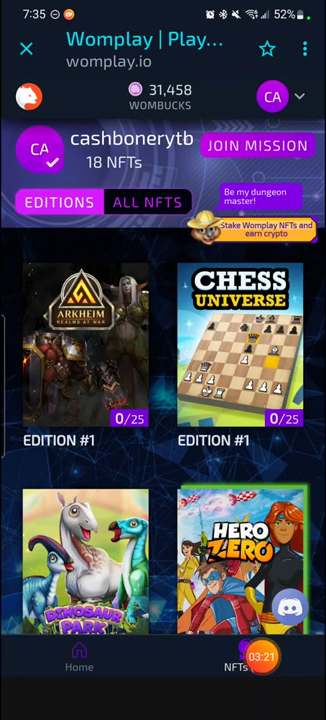 7:35
52%
Womplay | Play...
womplay.io
31,458
WOMBUCKS
CA
CA
cashbonerytb
18 NFTs
JOIN MISSION
EDITIONS
ALL NFTS
Be my dungeon
master!
Stake Womplay NFTs and
earn crypto
ARKHEIM
REALMS AT WAR
0/25
EDITION #1
CHESS
UNIVERSE
0/25
EDITION #1
DINOSAUR
PARK
HERO
ZERO
Home
NFTs
03:21